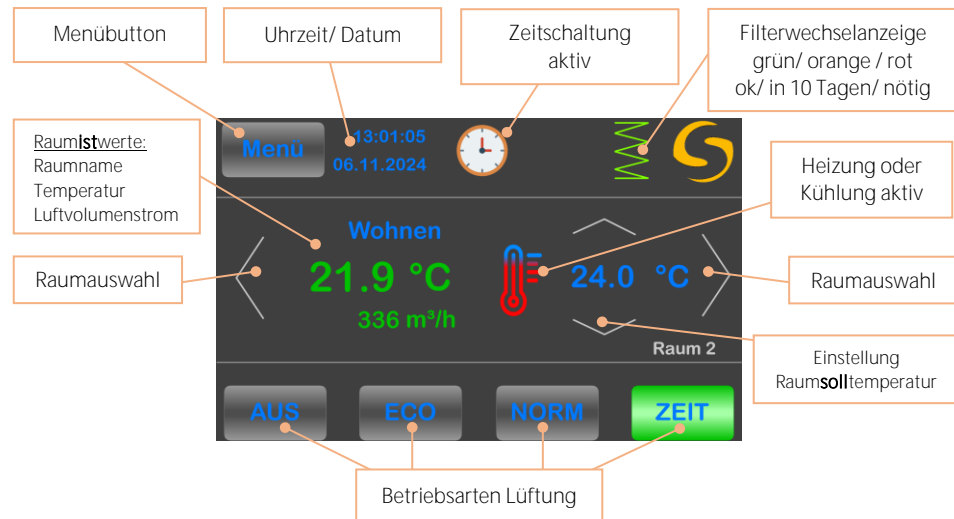 Menübutton
Uhrzeit/ Datum
Zeitschaltung
aktiv
Filterwechselanzeige
grün/ orange / rot
ok/ in 10 Tagen/ nötig
Raumistwerte:
Raumname
Temperatur
Luftvolumenstrom
Menü
13:01:05
06.11.2024
Heizung oder
Kühlung aktiv
Raumauswahl
Wohnen
21.9 °C
336 m³/h
24.0 °C
Raumauswahl
Raum 2
Einstellung
Raumsolltemperatur
AUS
ECO
NORM
ZEIT
Betriebsarten Lüftung